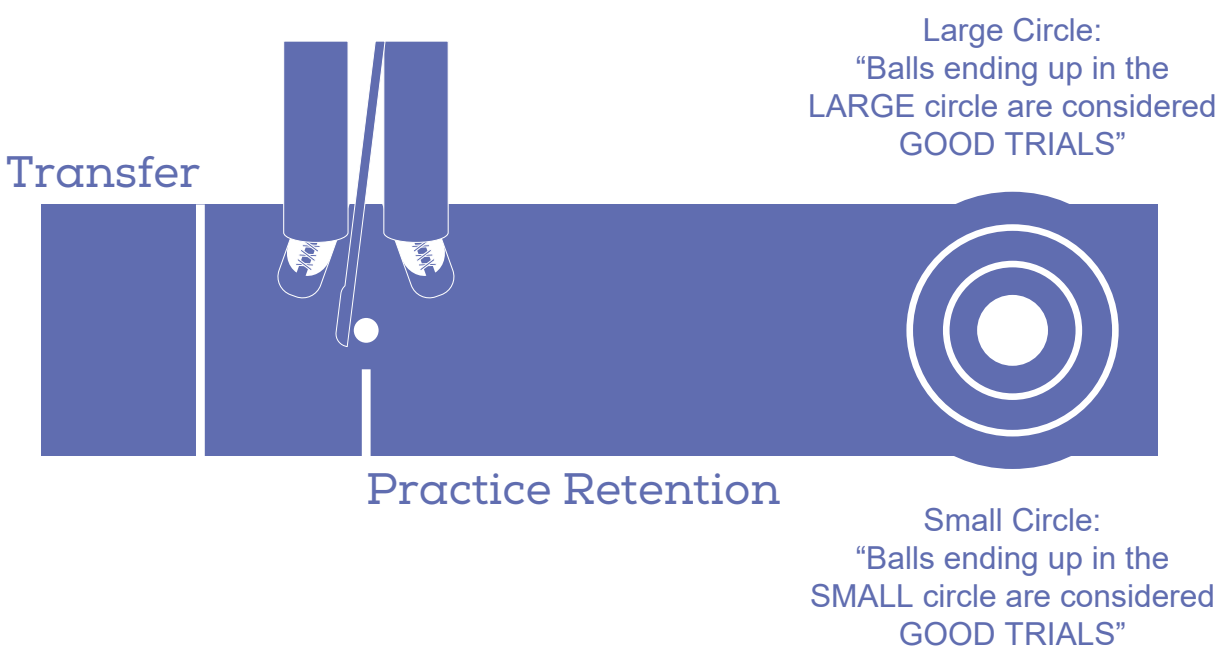 Large Circle:
“Balls ending up in the
LARGE circle are considered
GOOD TRIALS”
Transfer
Practice Retention
Small Circle:
“Balls ending up in the
SMALL circle are considered
GOOD TRIALS”